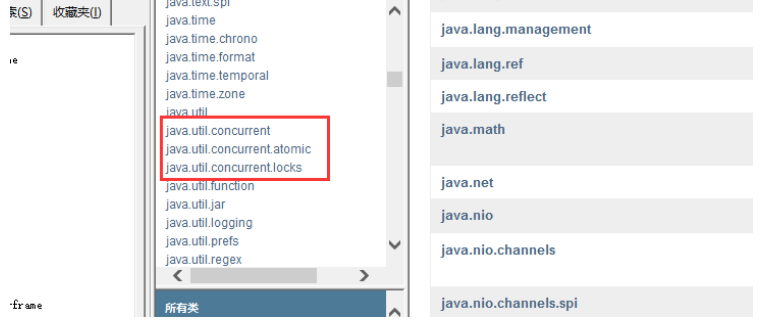 索(S) 收藏夹(I)
rframe
java.text.spi
java.time
java.time.chrono
java.time.format
java.time.temporal
java.time.zone
java.util
java.util.concurrent
java.util.concurrent.atomic
java.util.concurrent.locks
java.util.function
java.util.jar
java.util.logging
java.util.prefs
java.util.regex
所有类
java.lang.management
java.lang.ref
java.lang.reflect
java.math
java.net
java.nio
java.nio.channels
java.nio.channels.spi